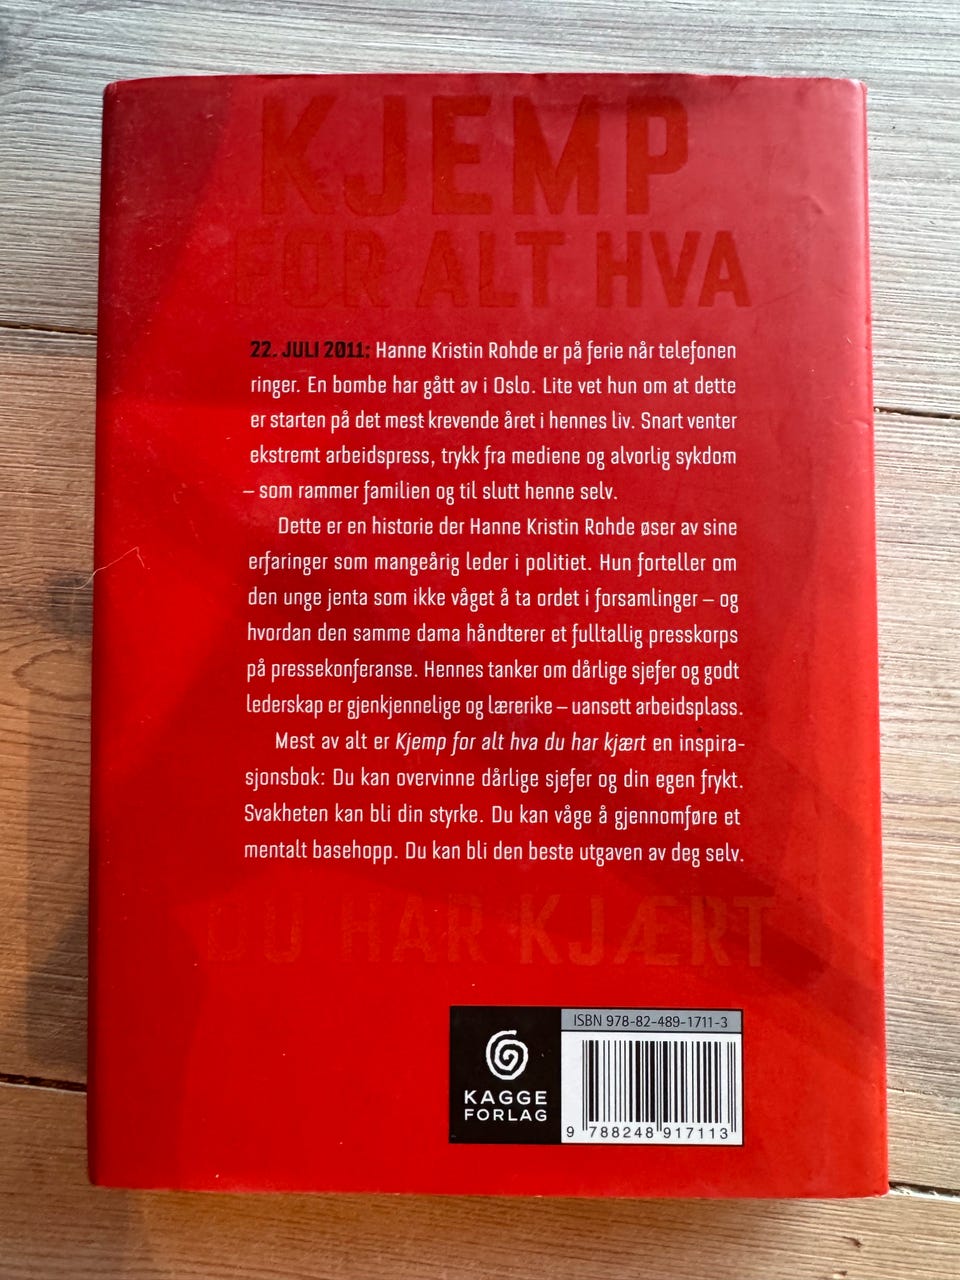 KJEMP
FOR ALT HVA
22. JULI 2011: Hanne Kristin Rohde er på ferie når telefonen
ringer. En bombe har gått av i Oslo. Lite vet hun om at dette
er starten på det mest krevende året i hennes liv. Snart venter
ekstremt arbeidspress, trykk fra mediene og alvorlig sykdom
– som rammer familien og til slutt henne selv.
Dette er en historie der Hanne Kristin Rohde øser av sine
erfaringer som mangeårig leder i politiet. Hun forteller om
den unge jenta som ikke våget å ta ordet i forsamlinger – og
hvordan den samme dama håndterer et fulltallig presskorps
på pressekonferanse. Hennes tanker om dårlige sjefer og godt
lederskap er gjenkjennelige og lærerike – uansett arbeidsplass.
Mest av alt er Kjemp for alt hva du har kjært en inspira-
sjonsbok: Du kan overvinne dårlige sjefer og din egen frykt.
Svakheten kan bli din styrke. Du kan våge å gjennomføre et
mentalt basehopp. Du kan bli den beste utgaven av deg selv.
DU HAR KJÆRT
ISBN 978-82-489-1711-3
KAGGE
FORLAG
9 788248 917113